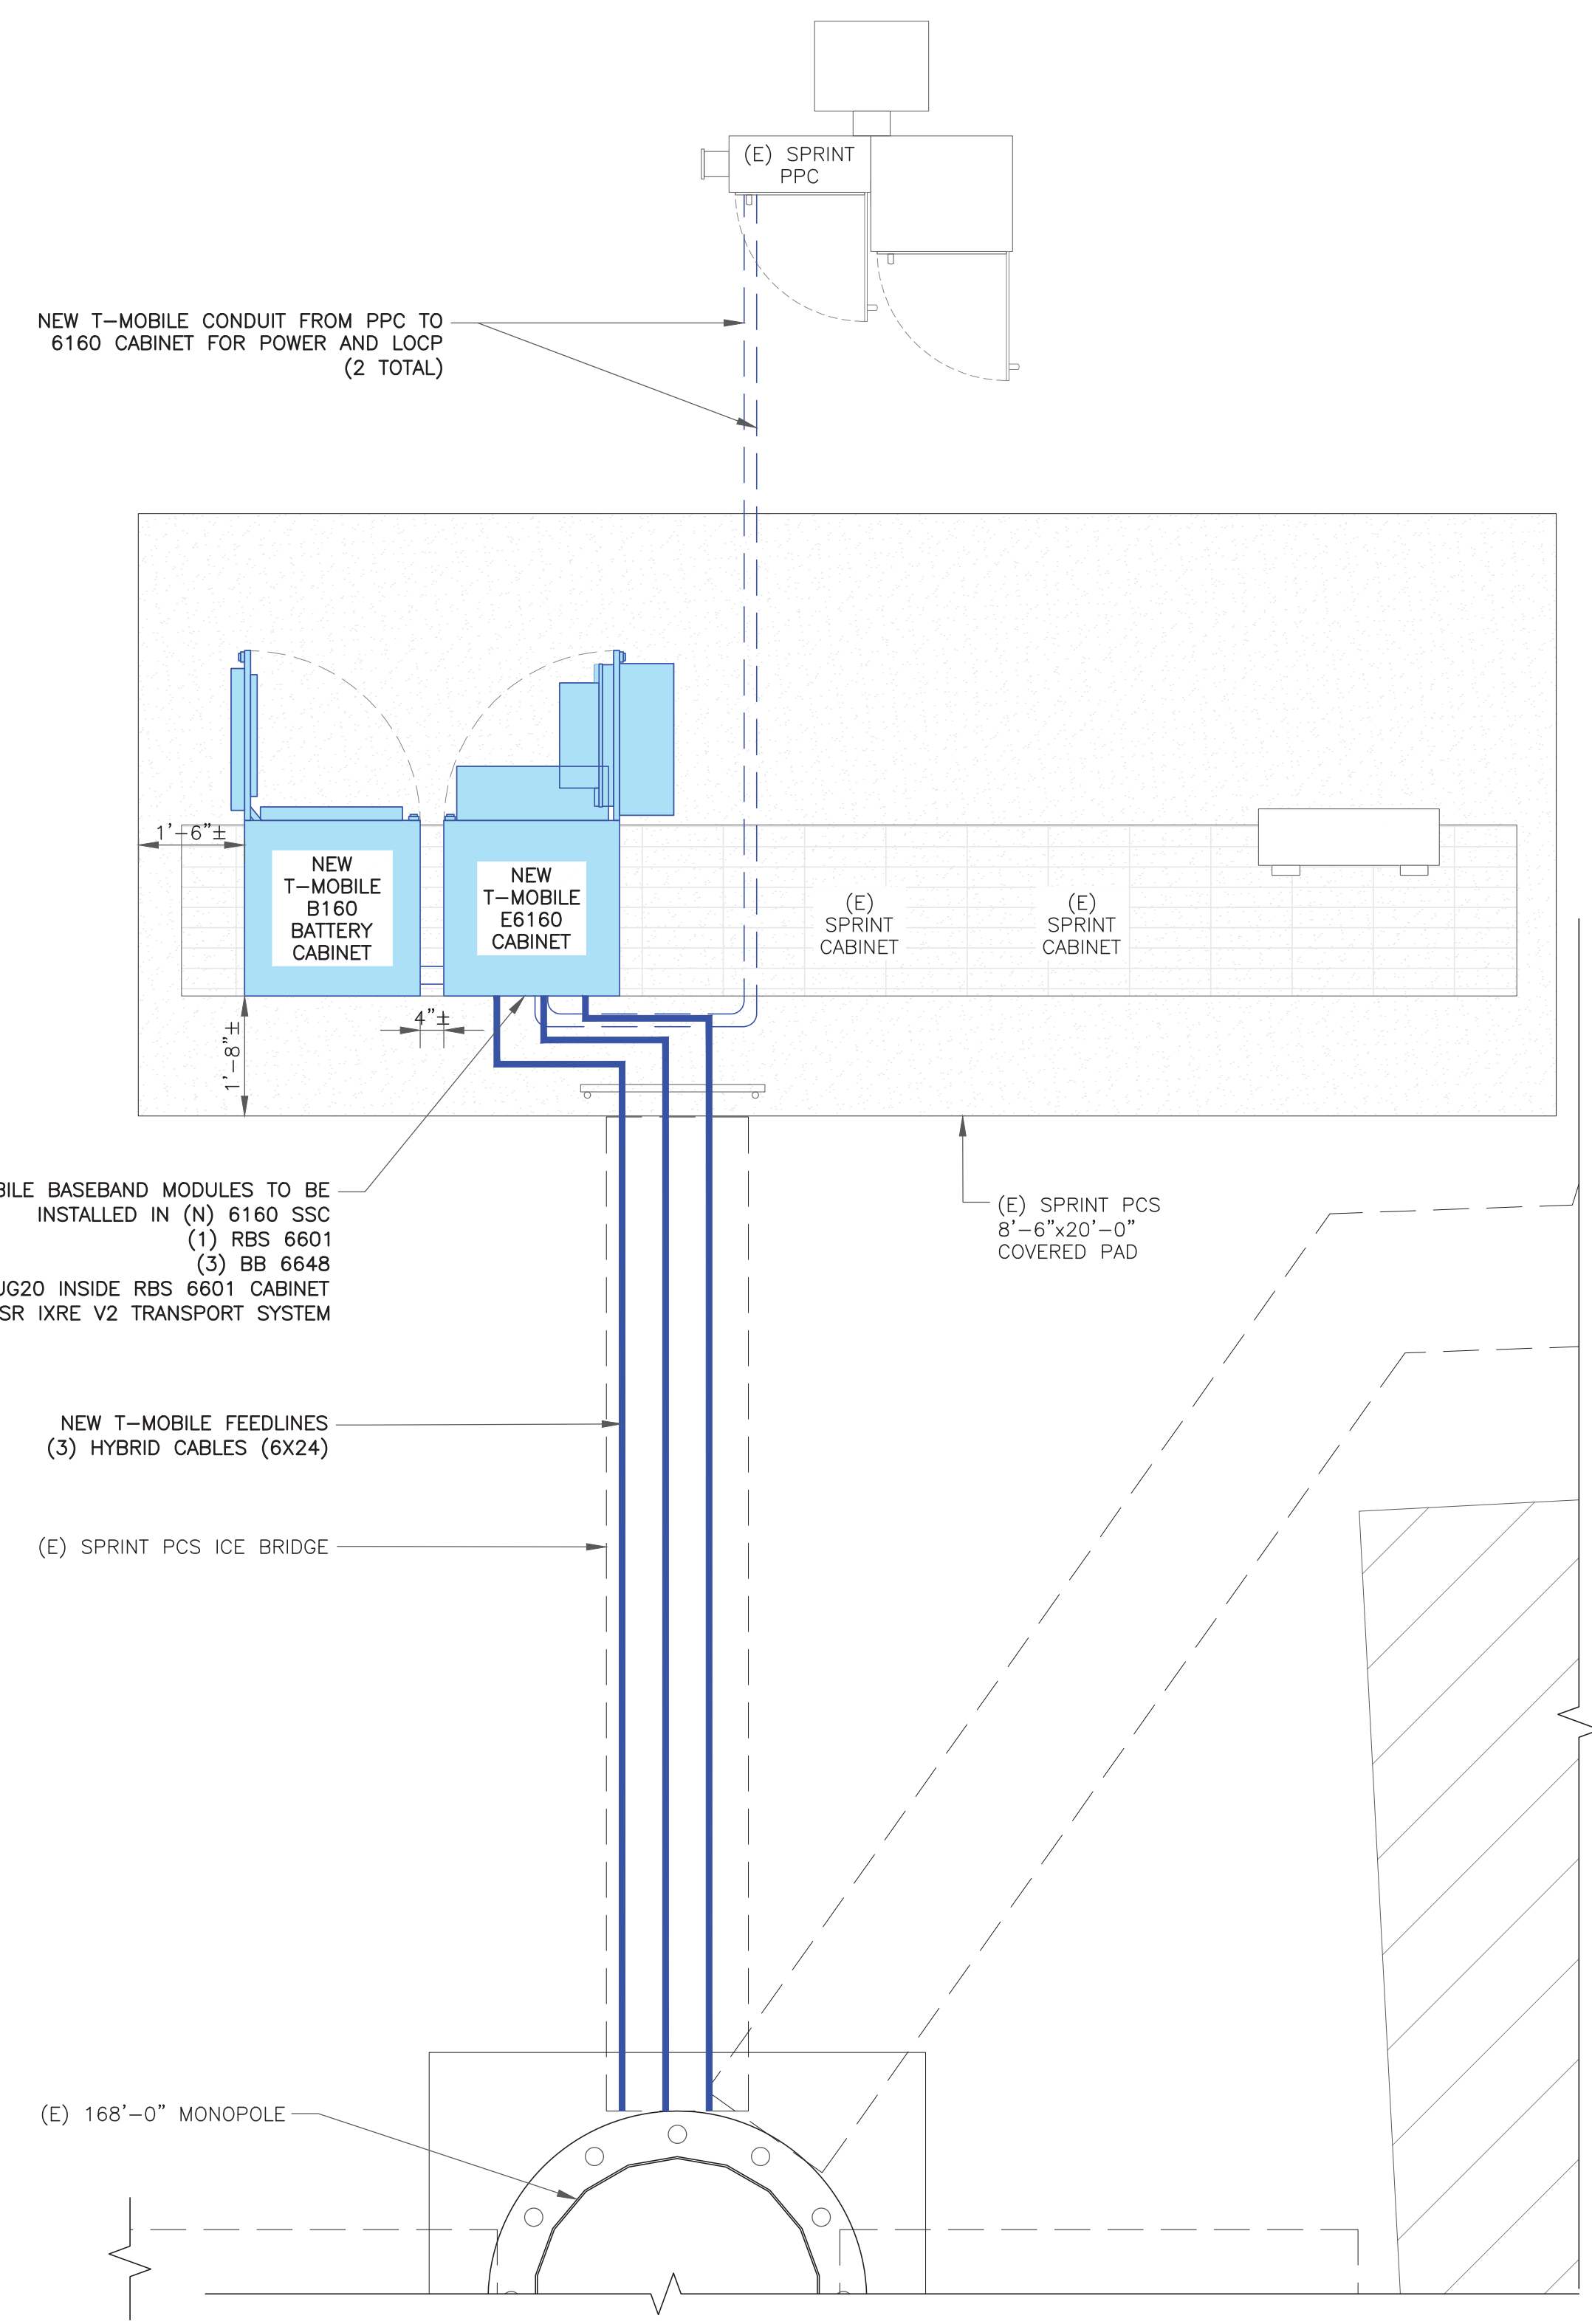 (E) SPRINT
PPC
NEW T-MOBILE CONDUIT FROM PPC TO
6160 CABINET FOR POWER AND LOCP
(2 TOTAL)
1'-6"±
NEW
T-MOBILE
B160
BATTERY
CABINET
NEW
T-MOBILE
E6160
CABINET
(E)
SPRINT
CABINET
(E)
SPRINT
CABINET
4"±
1'-8"±
BASEBAND MODULES TO BE
INSTALLED IN (N) 6160 SSC
(1) RBS 6601
(3) BB 6648
INSIDE RBS 6601 CABINET
IXRE V2 TRANSPORT SYSTEM
(E) SPRINT PCS
8'-6"x20'-0"
COVERED PAD
NEW T-MOBILE FEEDLINES
(3) HYBRID CABLES (6X24)
(E) SPRINT PCS ICE BRIDGE
(E) 168'-0" MONOPOLE